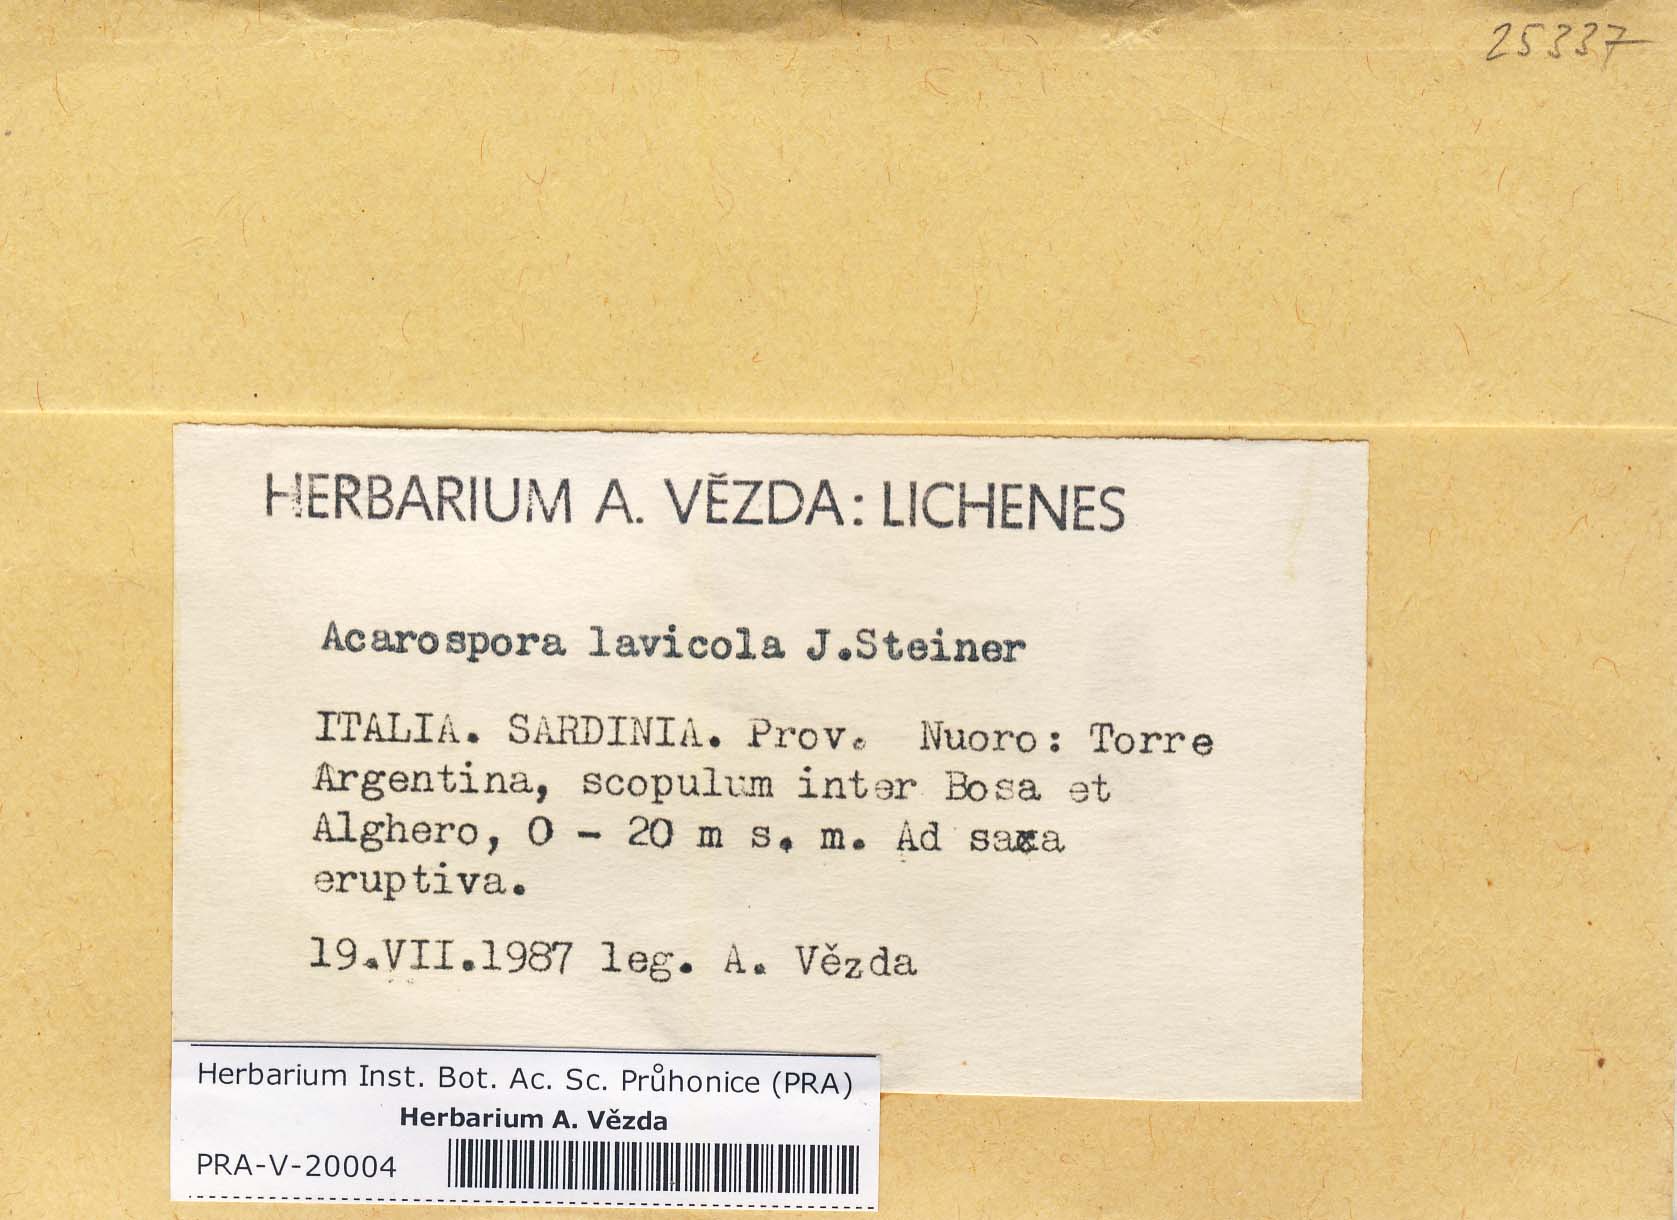 25337
HERBARIUM A. VĚZDA: LICHENES
Acarospora lavicola J.Steiner
ITALIA. SARDINIA. Prov. Nuoro: Torre
Argentina, scopulum inter Bosa et
Alghero, 0 - 20 m s. m. Ad saxa
eruptiva.
19.VII.1987 leg. A. Vězda
Herbarium Inst. Bot. Ac. Sc. Průhonice (PRA)
Herbarium A. Vězda
PRA-V-20004